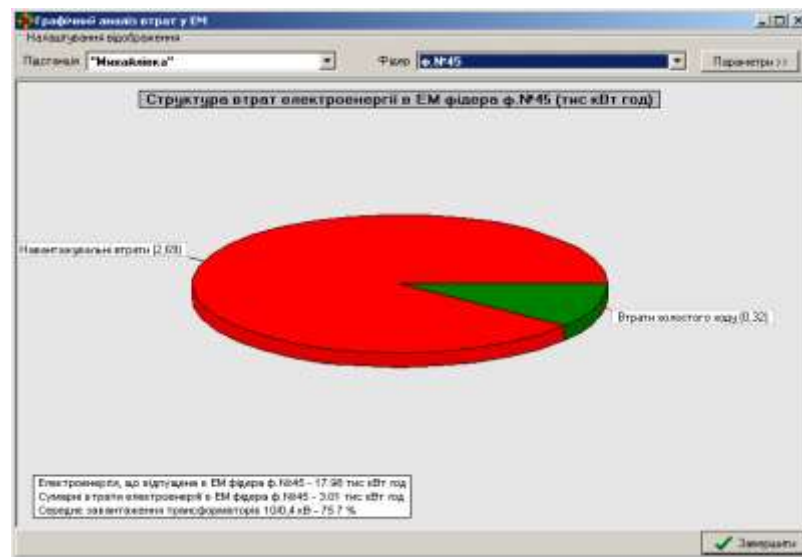 Графічний аналіз втрат у ЕМ
Налаштування відображення
Підстанція "Михайлівка" Фідер ф.№45 Параметри >>
Структура втрат електроенергії в ЕМ фідера ф.№45 (тис кВт год)
Навантажувальні втрати (2,69)
Втрати холостого ходу (0,32)
Електроенергія, що відпущена в ЕМ фідера ф.№45 - 17.98 тис кВт год
Сумарні втрати електроенергії в ЕМ фідера ф.№45 - 3.01 тис кВт год
Середнє завантаження трансформаторів 10/0,4 кВ - 75.7 %
Завершити